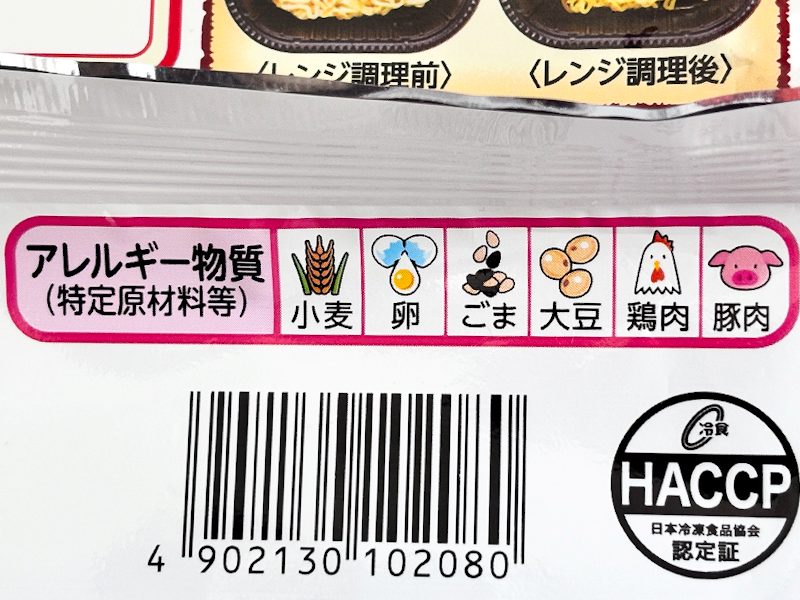 〈レンジ調理前〉
〈レンジ調理後〉
アレルギー物質
(特定原材料等)
小麦
卵
ごま
大豆
鶏肉
豚肉
4 902130 102080
冷食
HACCP
日本冷凍食品協会
認定証